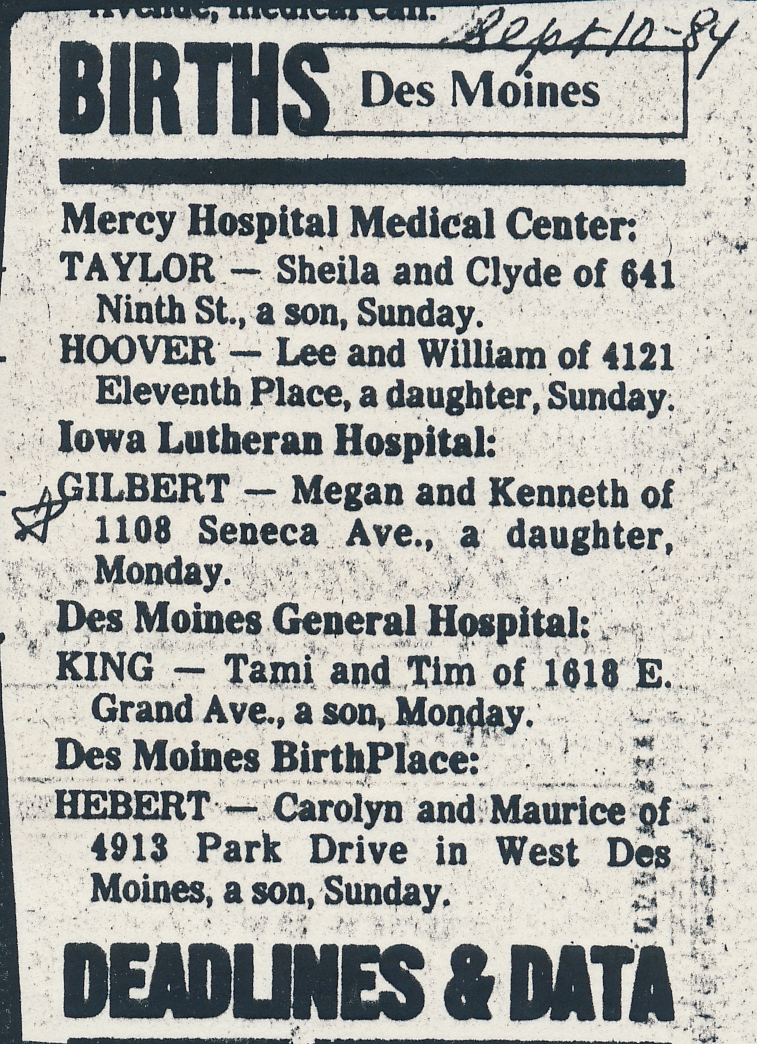 Avenue, medical call.
Sept 10-84
BIRTHS Des Moines
Mercy Hospital Medical Center:
TAYLOR — Sheila and Clyde of 641
Ninth St., a son, Sunday.
HOOVER — Lee and William of 4121
Eleventh Place, a daughter, Sunday.
Iowa Lutheran Hospital:
GILBERT — Megan and Kenneth of
1108 Seneca Ave., a daughter,
Monday.
Des Moines General Hospital:
KING — Tami and Tim of 1618 E.
Grand Ave., a son, Monday.
Des Moines BirthPlace:
HEBERT — Carolyn and Maurice of
4913 Park Drive in West Des
Moines, a son, Sunday.
DEADLINES & DATA